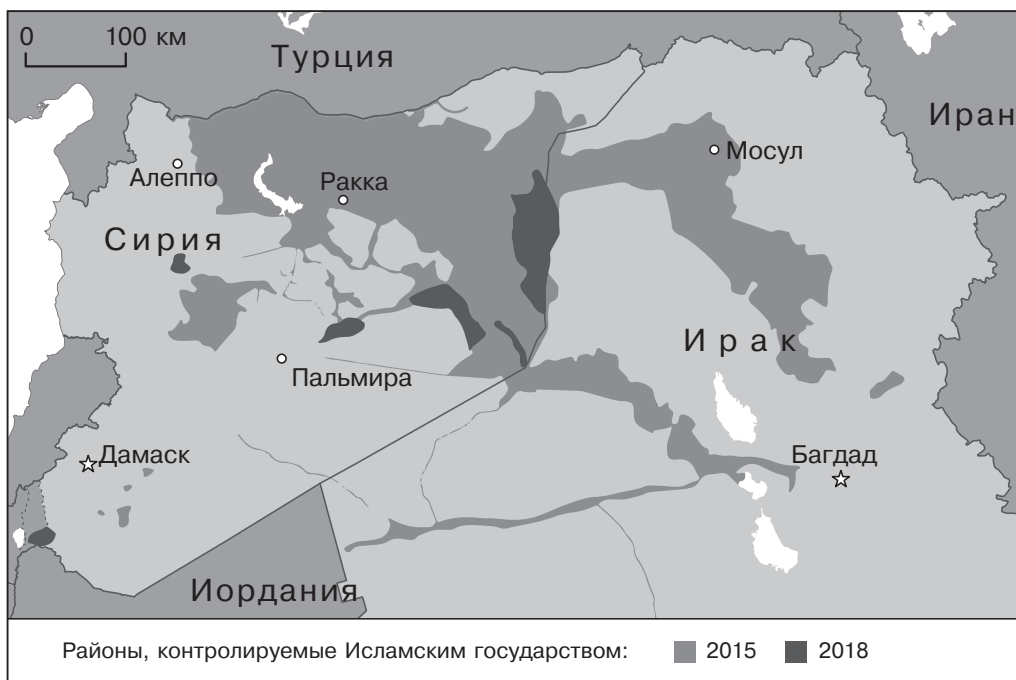 0 100 км
Турция
Иран
Мосул
Алеппо
Ракка
Сирия
Ирак
Пальмира
Дамаск
Багдад
Иордания
Районы, контролируемые Исламским государством: 2015 2018